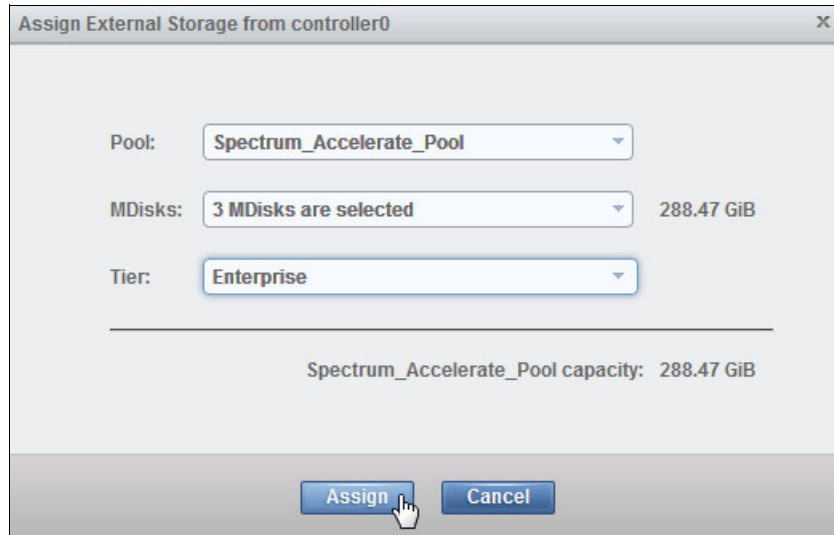 Assign External Storage from controller0 x
Pool: Spectrum_Accelerate_Pool
MDisks: 3 MDisks are selected 288.47 GiB
Tier: Enterprise
Spectrum_Accelerate_Pool capacity: 288.47 GiB
Assign Cancel